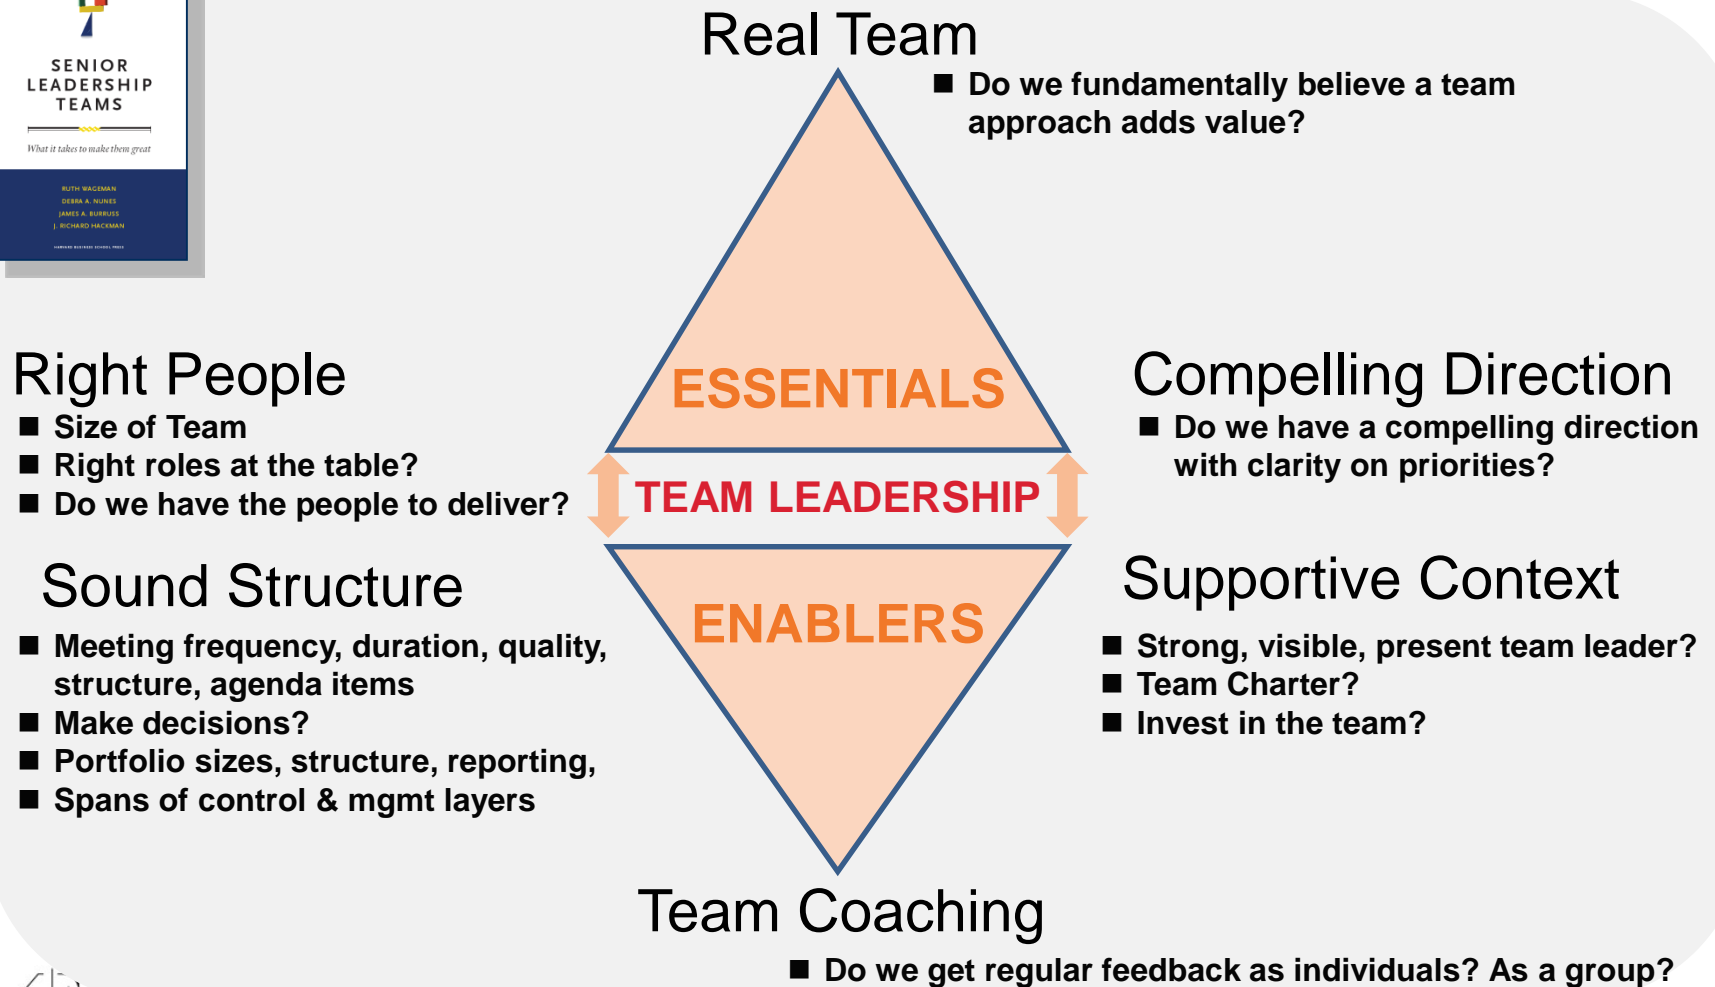 SENIOR
LEADERSHIP
TEAMS
What it takes to make them great
RUTH WAGEMAN
DEBRA A. NUNES
JAMES A. BURRUSS
J. RICHARD HACKMAN
HARVARD BUSINESS SCHOOL PRESS
Real Team
■ Do we fundamentally believe a team
approach adds value?
Right People
■ Size of Team
■ Right roles at the table?
■ Do we have the people to deliver?
ESSENTIALS
TEAM LEADERSHIP
ENABLERS
Compelling Direction
■ Do we have a compelling direction
with clarity on priorities?
Sound Structure
■ Meeting frequency, duration, quality,
structure, agenda items
■ Make decisions?
■ Portfolio sizes, structure, reporting,
■ Spans of control & mgmt layers
Supportive Context
■ Strong, visible, present team leader?
■ Team Charter?
■ Invest in the team?
Team Coaching
■ Do we get regular feedback as individuals? As a group?